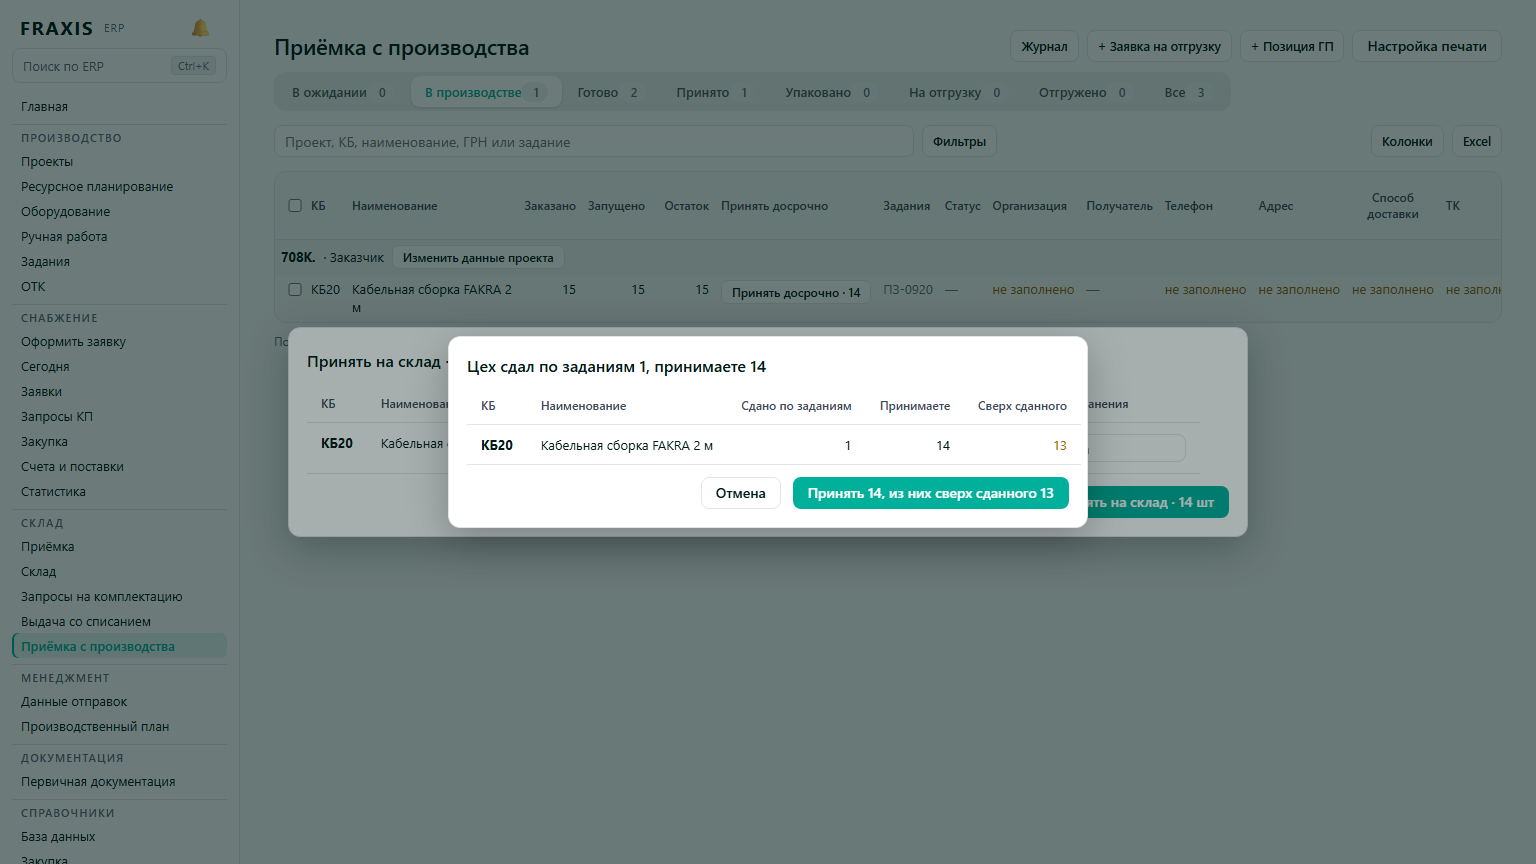 FRAXIS ERP
Поиск по ERP Ctrl+K
Главная
ПРОИЗВОДСТВО
Проекты
Ресурсное планирование
Оборудование
Ручная работа
Задания
ОТК
СНАБЖЕНИЕ
Оформить заявку
Сегодня
Заявки
Запросы КП
Закупка
Счета и поставки
Статистика
СКЛАД
Приёмка
Склад
Запросы на комплектацию
Выдача со списанием
Приёмка с производства
МЕНЕДЖМЕНТ
Данные отправок
Производственный план
ДОКУМЕНТАЦИЯ
Первичная документация
СПРАВОЧНИКИ
База данных
Закупка
Приёмка с производства
Журнал + Заявка на отгрузку + Позиция ГП Настройка печати
В ожидании 0 В производстве 1 Готово 2 Принято 1 Упаковано 0 На отгрузку 0 Отгружено 0 Все 3
Проект, КБ, наименование, ГРН или задание Фильтры Колонки Excel
КБ Наименование Заказано Запущено Остаток Принять досрочно Задания Статус Организация Получатель Телефон Адрес Способ доставки ТК
708К. · Заказчик Изменить данные проекта
КБ20 Кабельная сборка FAKRA 2 м 15 15 15 Принять досрочно · 14 ПЗ-0920 — не заполнено — не заполнено не заполнено не заполнено
Принять на склад ·
КБ
КБ20
Цех сдал по заданиям 1, принимаете 14
КБ Наименование Сдано по заданиям Принимаете Сверх сданного
КБ20 Кабельная сборка FAKRA 2 м 1 14 13
Отмена Принять 14, из них сверх сданного 13
на склад · 14 шт